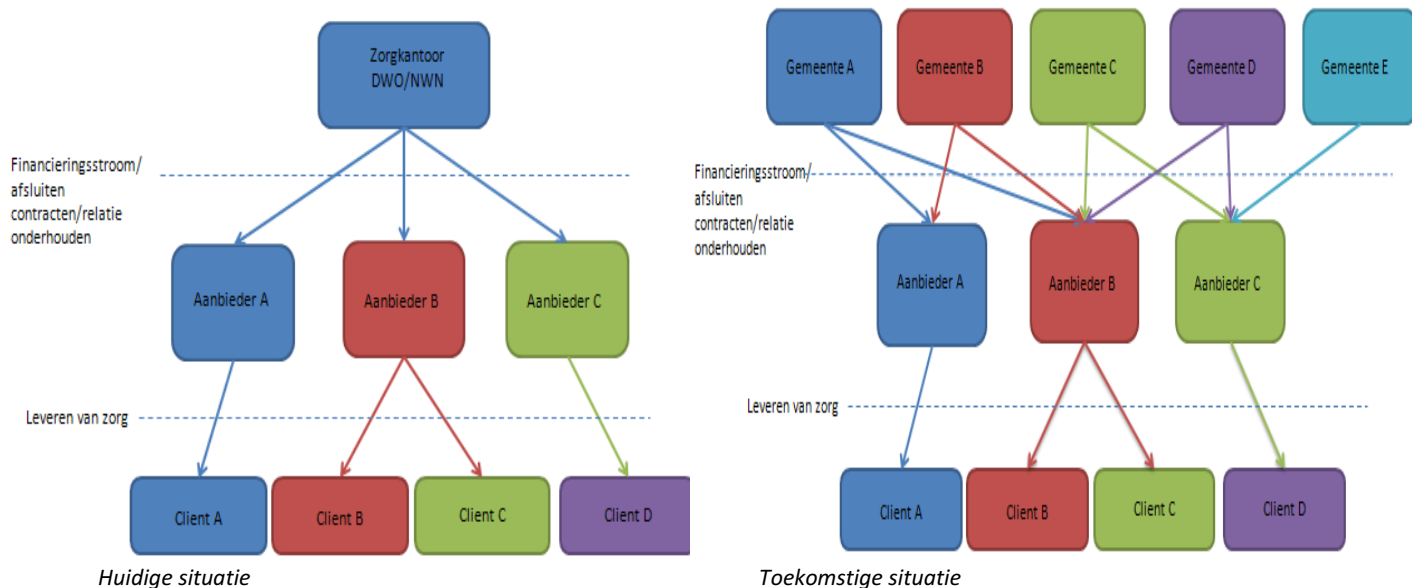 Zorgkantoor
DWO/NWN
Financieringsstroom/
afsluiten
contracten/relatie
onderhouden
Aanbieder A
Aanbieder B
Aanbieder C
Leveren van zorg
Client A
Client B
Client C
Client D
Huidige situatie
Gemeente A
Gemeente B
Gemeente C
Gemeente D
Gemeente E
Financieringsstroom/
afsluiten
contracten/relatie
onderhouden
Aanbieder A
Aanbieder B
Aanbieder C
Leveren van zorg
Client A
Client B
Client C
Client D
Toekomstige situatie